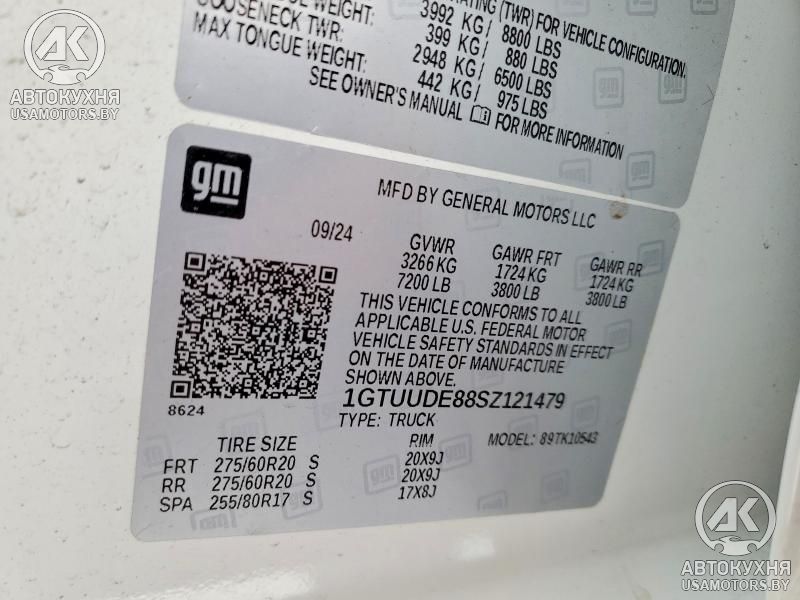 RATING (TWR) FOR VEHICLE CONFIGURATION.
WEIGHT: 3992 KG/ 8800 LBS
GOOSENECK TWR: 399 KG/ 880 LBS
MAX TONGUE WEIGHT: 2948 KG/ 6500 LBS
442 KG/ 975 LBS
SEE OWNER'S MANUAL FOR MORE INFORMATION
gm
MFD BY GENERAL MOTORS LLC
09/24
GVWR GAWR FRT GAWR RR
3266 KG 1724 KG 1724 KG
7200 LB 3800 LB 3800 LB
THIS VEHICLE CONFORMS TO ALL
APPLICABLE U.S. FEDERAL MOTOR
VEHICLE SAFETY STANDARDS IN EFFECT
ON THE DATE OF MANUFACTURE
SHOWN ABOVE.
8624
1GTUUDE88SZ121479
TYPE: TRUCK
MODEL: 89TK10543
TIRE SIZE RIM
FRT 275/60R20 S 20X9J
RR 275/60R20 S 20X9J
SPA 255/80R17 S 17X8J
АК
АВТОКУХНЯ
USAMOTORS.BY
АК
АВТОКУХНЯ
USAMOTORS.BY